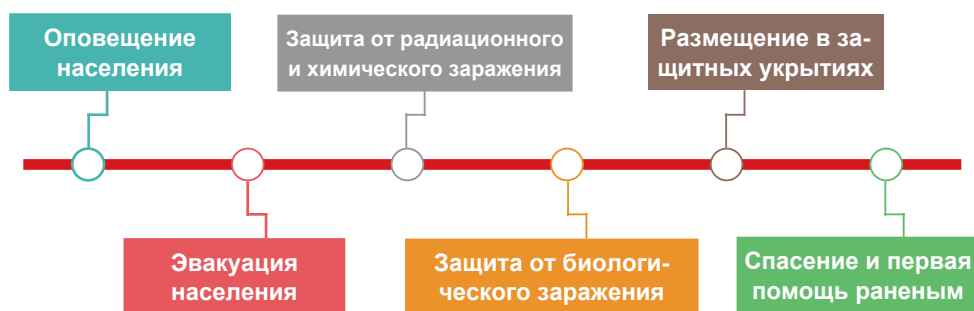 Оповещение
населения
Защита от радиационного
и химического заражения
Размещение в за-
щитных укрытиях
Эвакуация
населения
Защита от биологи-
ческого заражения
Спасение и первая
помощь раненым